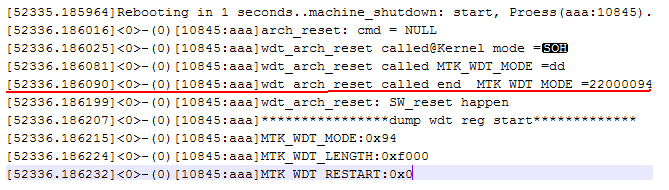 [52335.185964]Rebooting in 1 seconds..machine_shutdown: start, Proess(aaa:10845).
[52336.186016]<0>-(0)[10845:aaa]arch_reset: cmd = NULL
[52336.186025]<0>-(0)[10845:aaa]wdt_arch_reset called@Kernel mode =SOH
[52336.186081]<0>-(0)[10845:aaa]wdt_arch_reset called MTK_WDT_MODE =dd
[52336.186090]<0>-(0)[10845:aaa]wdt_arch_reset called end  MTK_WDT_MODE =22000094
[52336.186199]<0>-(0)[10845:aaa]wdt_arch_reset: SW_reset happen
[52336.186207]<0>-(0)[10845:aaa]****************dump wdt reg start*************
[52336.186215]<0>-(0)[10845:aaa]MTK_WDT_MODE:0x94
[52336.186224]<0>-(0)[10845:aaa]MTK_WDT_LENGTH:0xf000
[52336.186232]<0>-(0)[10845:aaa]MTK_WDT_RESTART:0x0